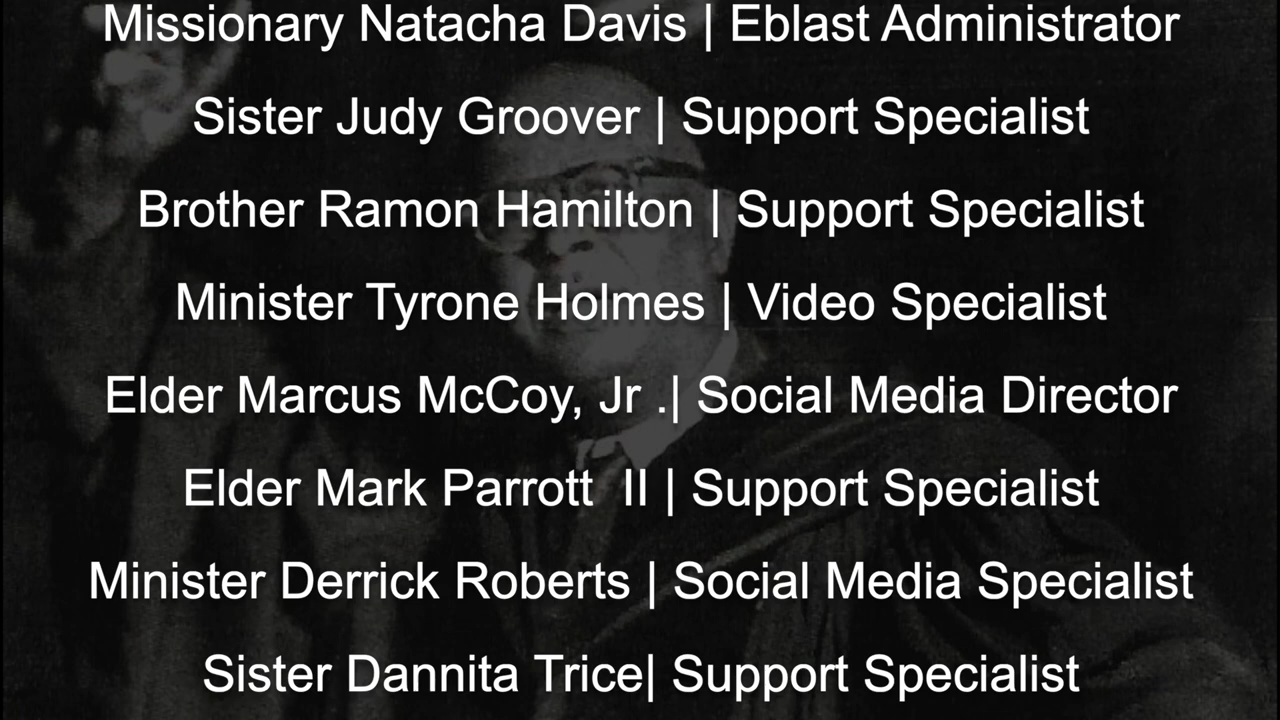 Missionary Natacha Davis | Eblast Administrator
Sister Judy Groover | Support Specialist
Brother Ramon Hamilton | Support Specialist
Minister Tyrone Holmes | Video Specialist
Elder Marcus McCoy, Jr .| Social Media Director
Elder Mark Parrott  II | Support Specialist
Minister Derrick Roberts | Social Media Specialist
Sister Dannita Trice| Support Specialist